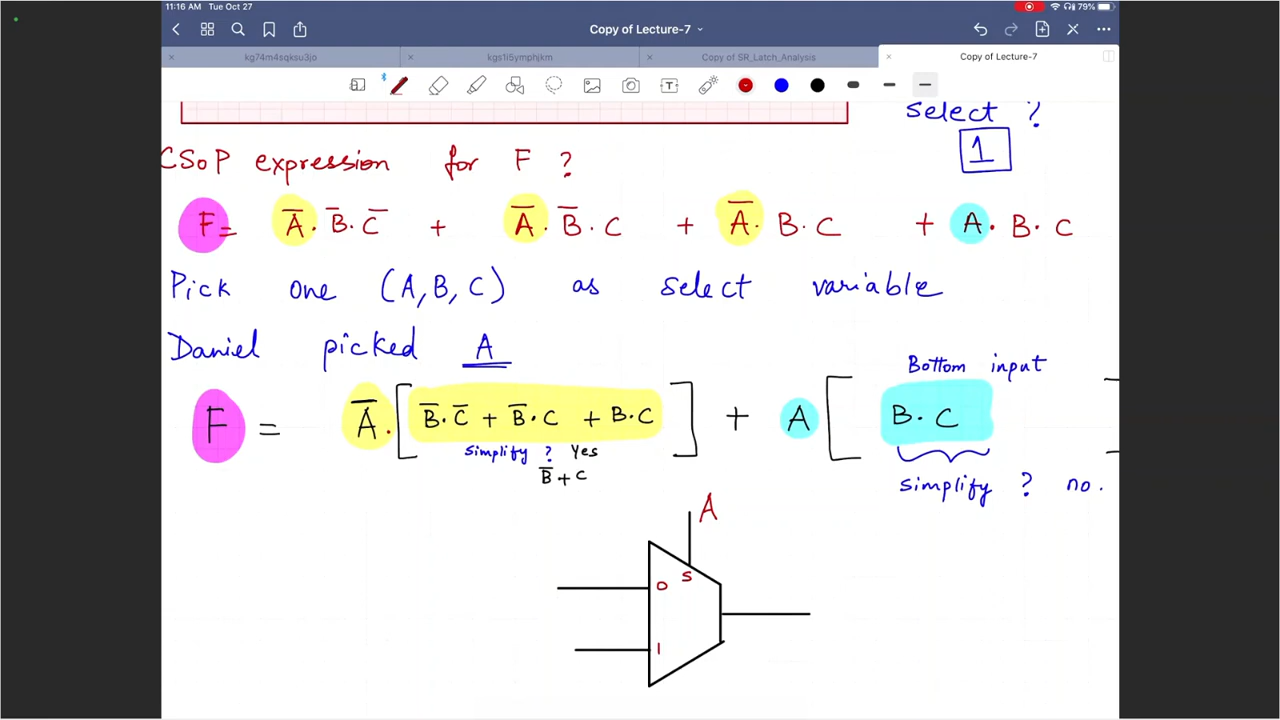 11:16 AM Tue Oct 27
79%
Copy of Lecture-7
kg74m4sqksu3jo
kgs1i5ymphjkm
Copy of SR_Latch_Analysis
Copy of Lecture-7
T
Select ?
1
CSoP expression for F ?
F = A̅ · B̅ · C̅ + A̅ · B̅ · C + A̅ · B · C + A · B · C
Pick one (A, B, C) as select variable
Daniel picked A
Bottom input
F = A̅ · [ B̅ · C̅ + B̅ · C + B · C ] + A [ B · C ]
simplify ? Yes
B̅ + C
simplify ? no.
A
S
0
1